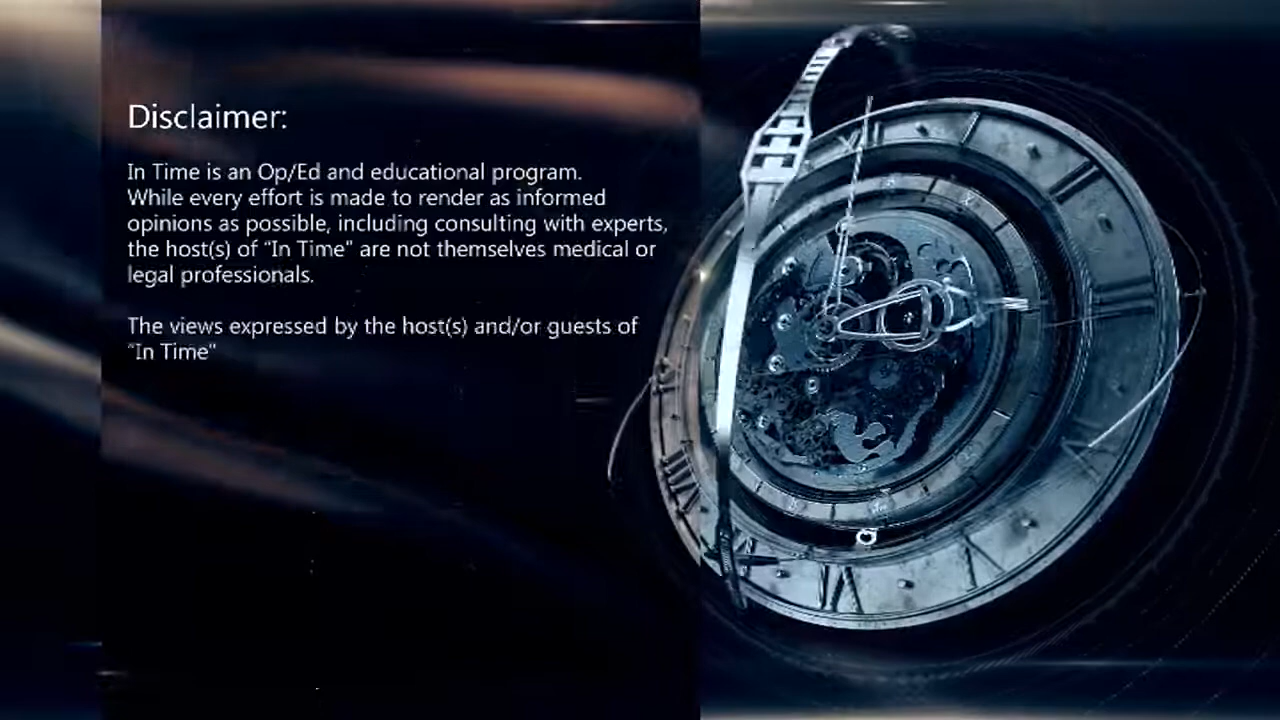 Disclaimer:
In Time is an Op/Ed and educational program.
While every effort is made to render as informed
opinions as possible, including consulting with experts,
the host(s) of "In Time" are not themselves medical or
legal professionals.
The views expressed by the host(s) and/or guests of
"In Time"